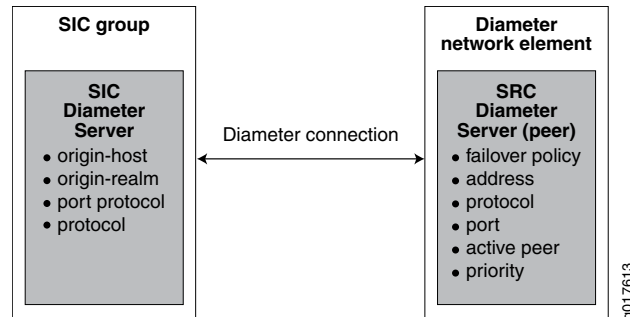 SIC group
SIC
Diameter
Server
• origin-host
• origin-realm
• port protocol
• protocol
Diameter connection
Diameter
network element
SRC
Diameter
Server (peer)
• failover policy
• address
• protocol
• port
• active peer
• priority
g017613